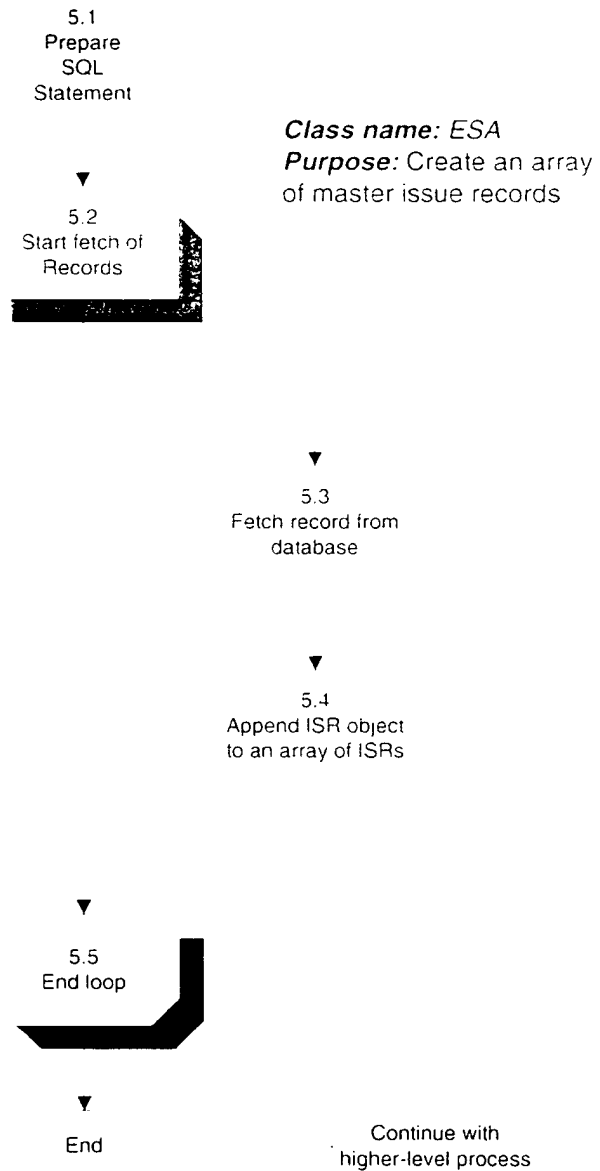 5.1
Prepare
SQL
Statement
Class name: ESA
Purpose: Create an array
of master issue records
5.2
Start fetch of
Records
5.3
Fetch record from
database
5.4
Append ISR object
to an array of ISRs
5.5
End loop
End
Continue with
higher-level process